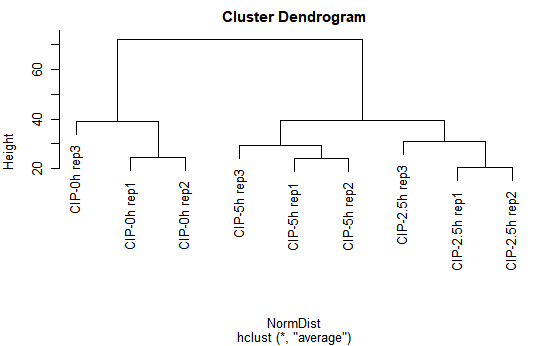 Cluster Dendrogram
Height
60
40
20
CIP-0h rep3
CIP-0h rep1
CIP-0h rep2
CIP-5h rep3
CIP-5h rep1
CIP-5h rep2
CIP-2.5h rep3
CIP-2.5h rep1
CIP-2.5h rep2
NormDist
hclust (*, "average")